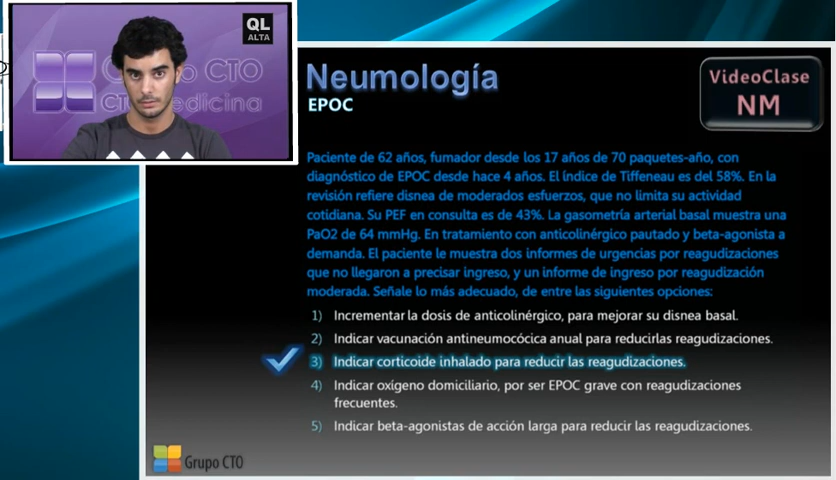 QL
ALTA
Grupo CTO
CTO Medicina
Neumología
EPOC
VideoClase
NM
Paciente de 62 años, fumador desde los 17 años de 70 paquetes-año, con
diagnóstico de EPOC desde hace 4 años. El índice de Tiffeneau es del 58%. En la
revisión refiere disnea de moderados esfuerzos, que no limita su actividad
cotidiana. Su PEF en consulta es de 43%. La gasometría arterial basal muestra una
PaO2 de 64 mmHg. En tratamiento con anticolinérgico pautado y beta-agonista a
demanda. El paciente le muestra dos informes de urgencias por reagudizaciones
que no llegaron a precisar ingreso, y un informe de ingreso por reagudización
moderada. Señale lo más adecuado, de entre las siguientes opciones:
1) Incrementar la dosis de anticolinérgico, para mejorar su disnea basal.
2) Indicar vacunación antineumocócica anual para reducirlas reagudizaciones.
3) Indicar corticoide inhalado para reducir las reagudizaciones.
4) Indicar oxígeno domiciliario, por ser EPOC grave con reagudizaciones
frecuentes.
5) Indicar beta-agonistas de acción larga para reducir las reagudizaciones.
Grupo CTO